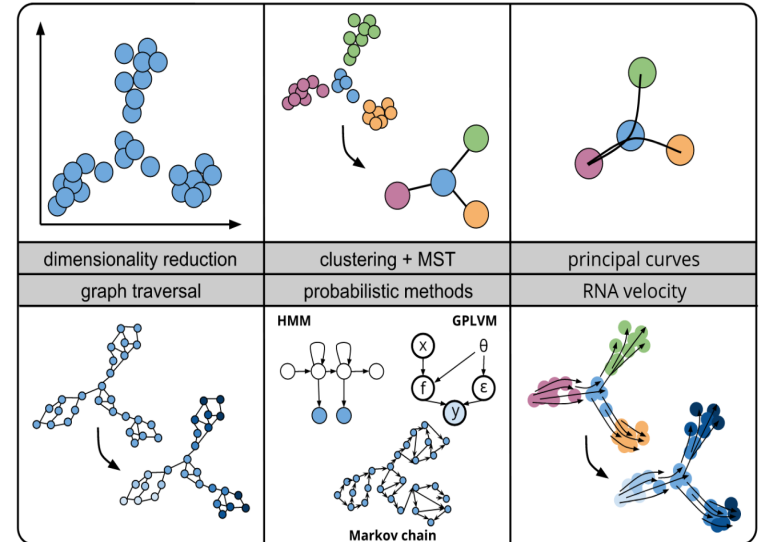 dimensionality reduction
clustering + MST
principal curves
graph traversal
probabilistic methods
RNA velocity
HMM
GPLVM
x
θ
f
ε
y
Markov chain